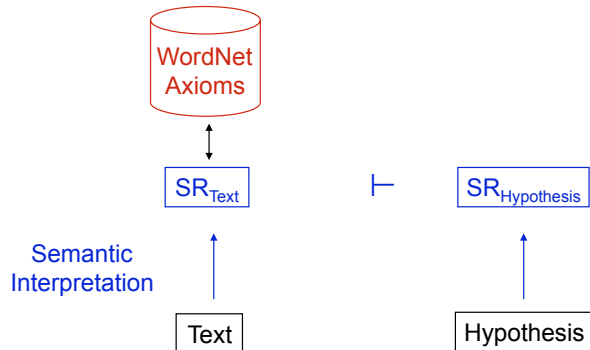 WordNet
Axioms
SR_Text ⊢ SR_Hypothesis
Semantic
Interpretation
Text Hypothesis